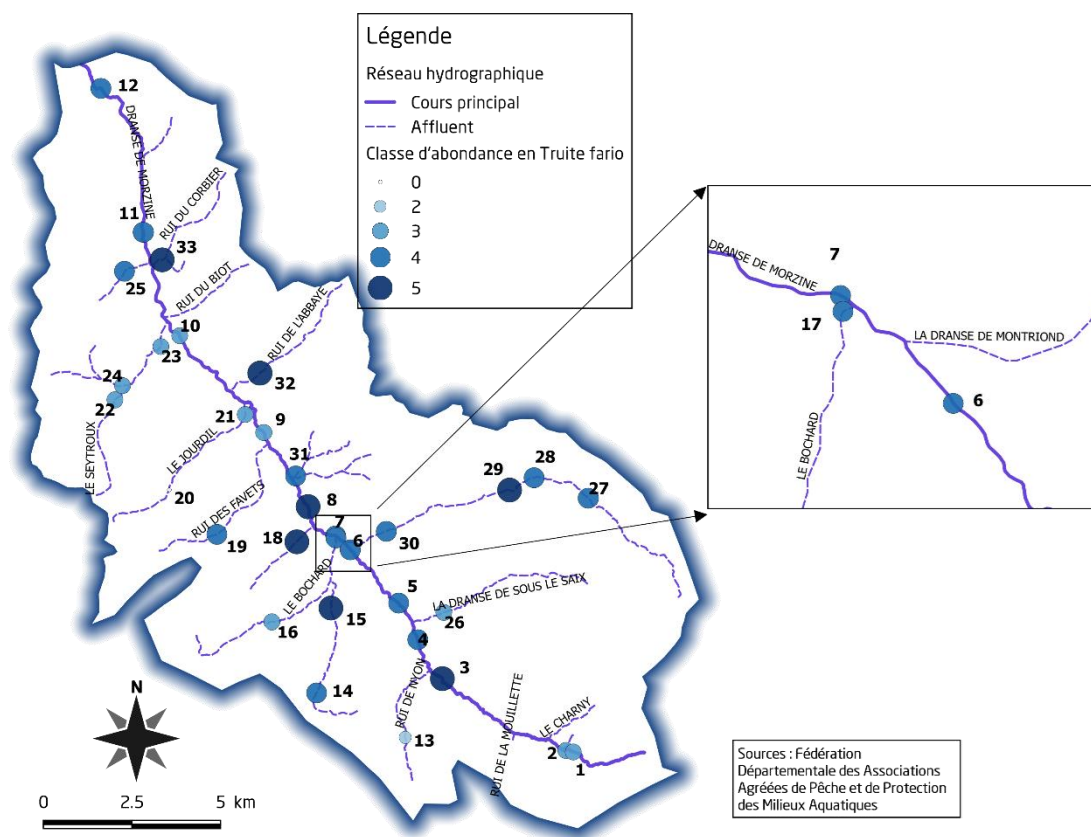 Légende
Réseau hydrographique
Cours principal
Affluent
Classe d'abondance en Truite fario
0
2
3
4
5
12
DRANSE DE MORZINE
11
RUI DU CORBIER
33
25
RUI DU BIOT
10
23
RUI DE L'ABBAYE
32
24
22
21
9
LE SEYTROUX
LE JOURDIL
20
31
RUI DES FAVETS
8
19
18
7
6
29
28
27
30
LE BOCHARD
5
LA DRANSE DE SOUS LE SAIX
15
26
16
4
3
14
RUI DE NYON
13
RUI DE LA MOUILLETTE
LE CHARNY
2
1
DRANSE DE MORZINE
7
17
LA DRANSE DE MONTRIOND
6
LE BOCHARD
N
0 2.5 5 km
Sources : Fédération
Départementale des Associations
Agréées de Pêche et de Protection
des Milieux Aquatiques